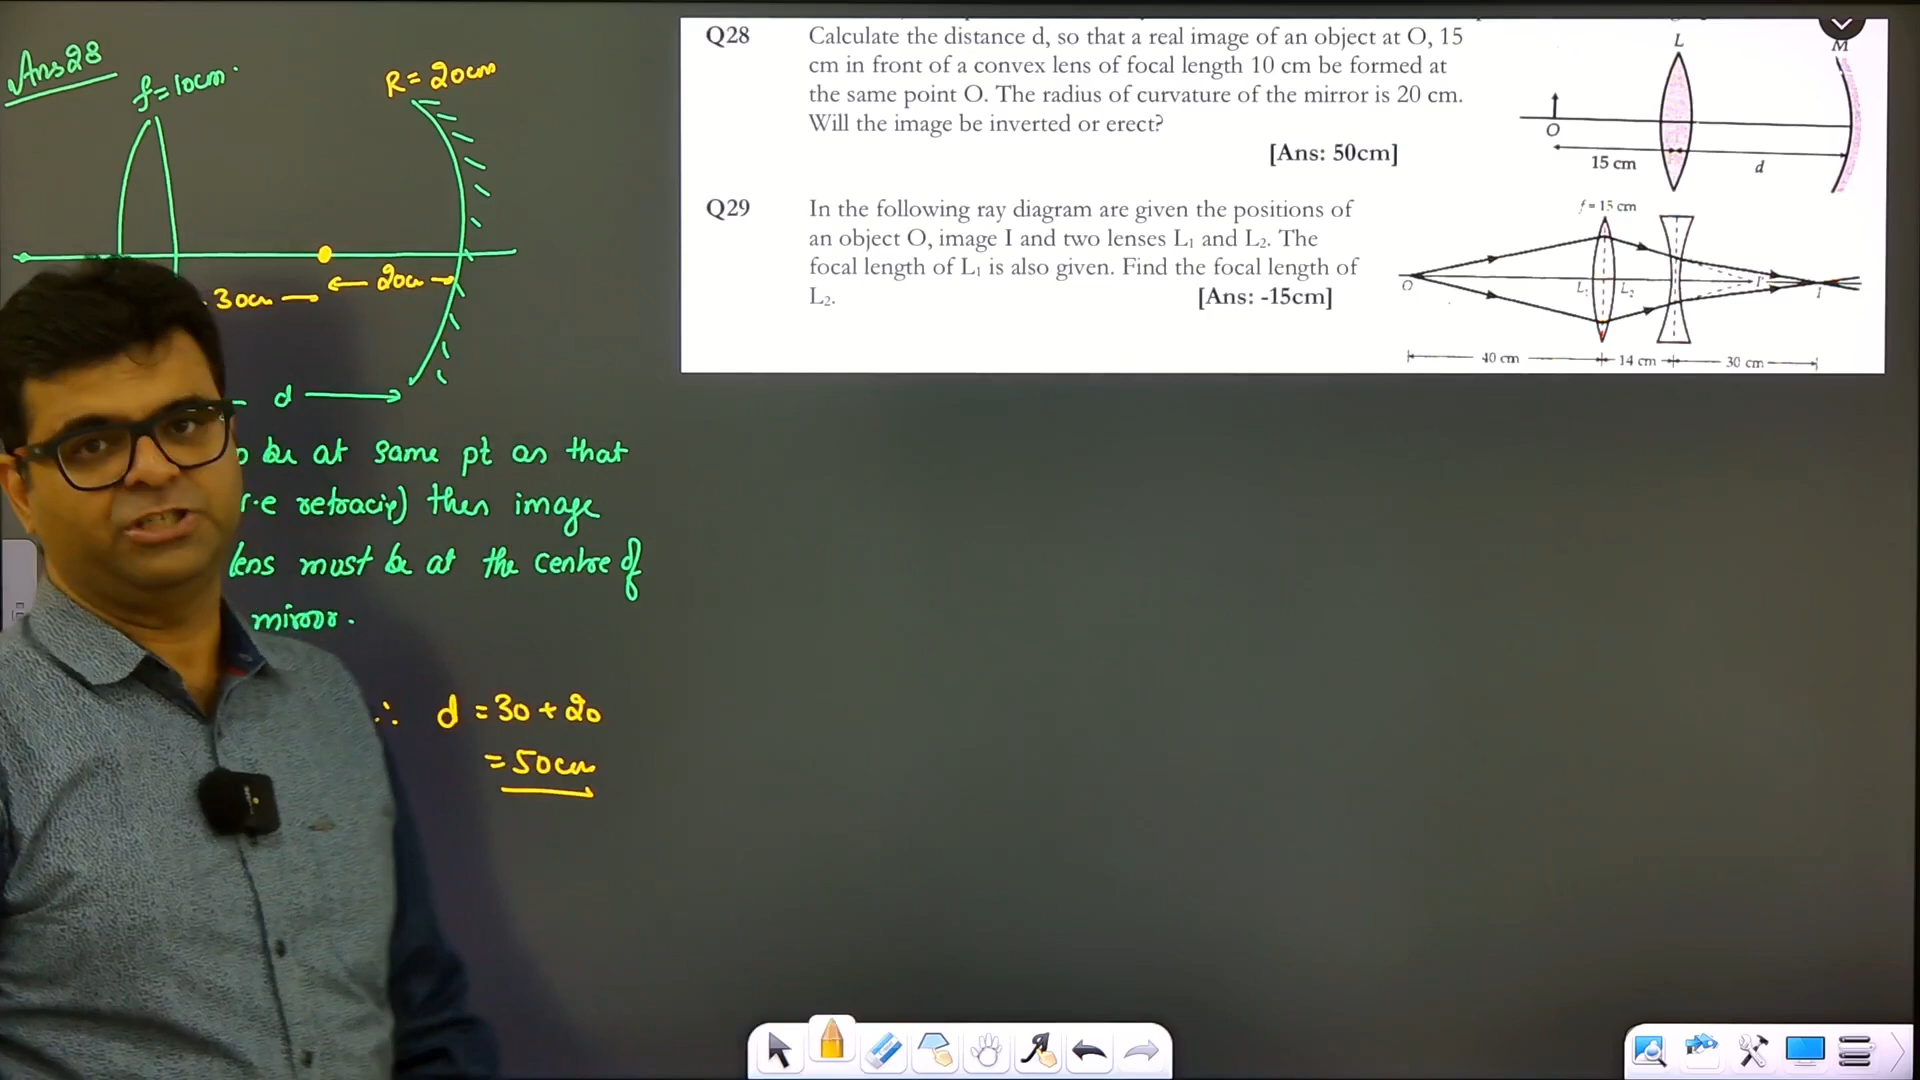 Ans 28
f=10cm.
R=20cm
30cm
20cm
d
be at same pt as that
then image
lens must be at the centre of
mirror.
∴ d = 30 + 20
= 50cm
Q28 Calculate the distance d, so that a real image of an object at O, 15
cm in front of a convex lens of focal length 10 cm be formed at
the same point O. The radius of curvature of the mirror is 20 cm.
Will the image be inverted or erect?
[Ans: 50cm]
L
M
O
15 cm
d
Q29 In the following ray diagram are given the positions of
an object O, image I and two lenses L₁ and L₂. The
focal length of L₁ is also given. Find the focal length of
L₂. [Ans: -15cm]
f = 15 cm
O
L₁
L₂
I'
I
40 cm
14 cm
30 cm